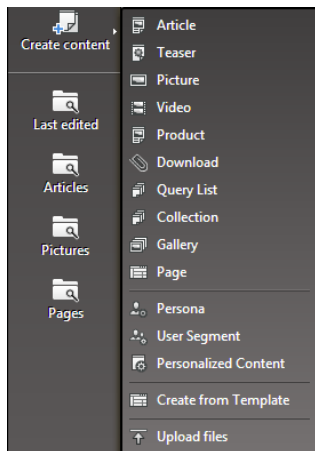 Create content
Last edited
Articles
Pictures
Pages
Article
Teaser
Picture
Video
Product
Download
Query List
Collection
Gallery
Page
Persona
User Segment
Personalized Content
Create from Template
Upload files